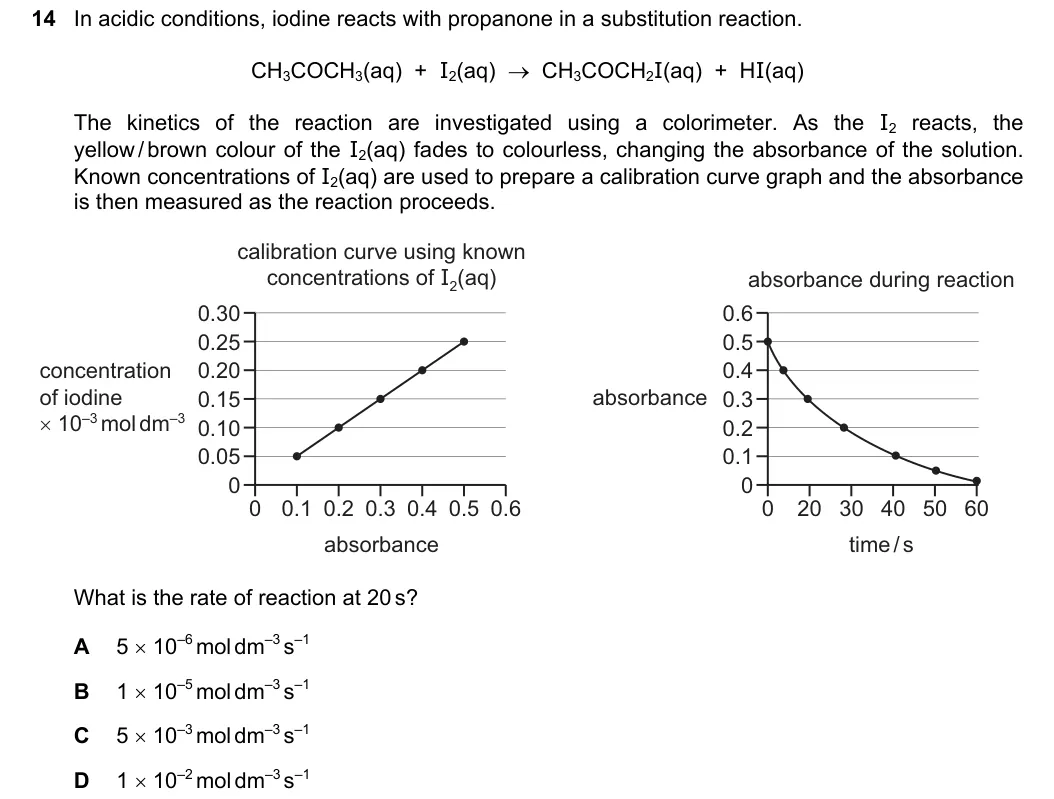 14 In acidic conditions, iodine reacts with propanone in a substitution reaction.
CH₃COCH₃(aq) + I₂(aq) → CH₃COCH₂I(aq) + HI(aq)
The kinetics of the reaction are investigated using a colorimeter. As the I₂ reacts, the
yellow/brown colour of the I₂(aq) fades to colourless, changing the absorbance of the solution.
Known concentrations of I₂(aq) are used to prepare a calibration curve graph and the absorbance
is then measured as the reaction proceeds.
calibration curve using known
concentrations of I₂(aq)
0.30
0.25
0.20
0.15
0.10
0.05
0
concentration
of iodine
× 10⁻³ mol dm⁻³
0 0.1 0.2 0.3 0.4 0.5 0.6
absorbance
absorbance during reaction
0.6
0.5
0.4
0.3
0.2
0.1
0
absorbance
0 20 30 40 50 60
time / s
What is the rate of reaction at 20 s?
A 5 × 10⁻⁶ mol dm⁻³ s⁻¹
B 1 × 10⁻⁵ mol dm⁻³ s⁻¹
C 5 × 10⁻³ mol dm⁻³ s⁻¹
D 1 × 10⁻² mol dm⁻³ s⁻¹